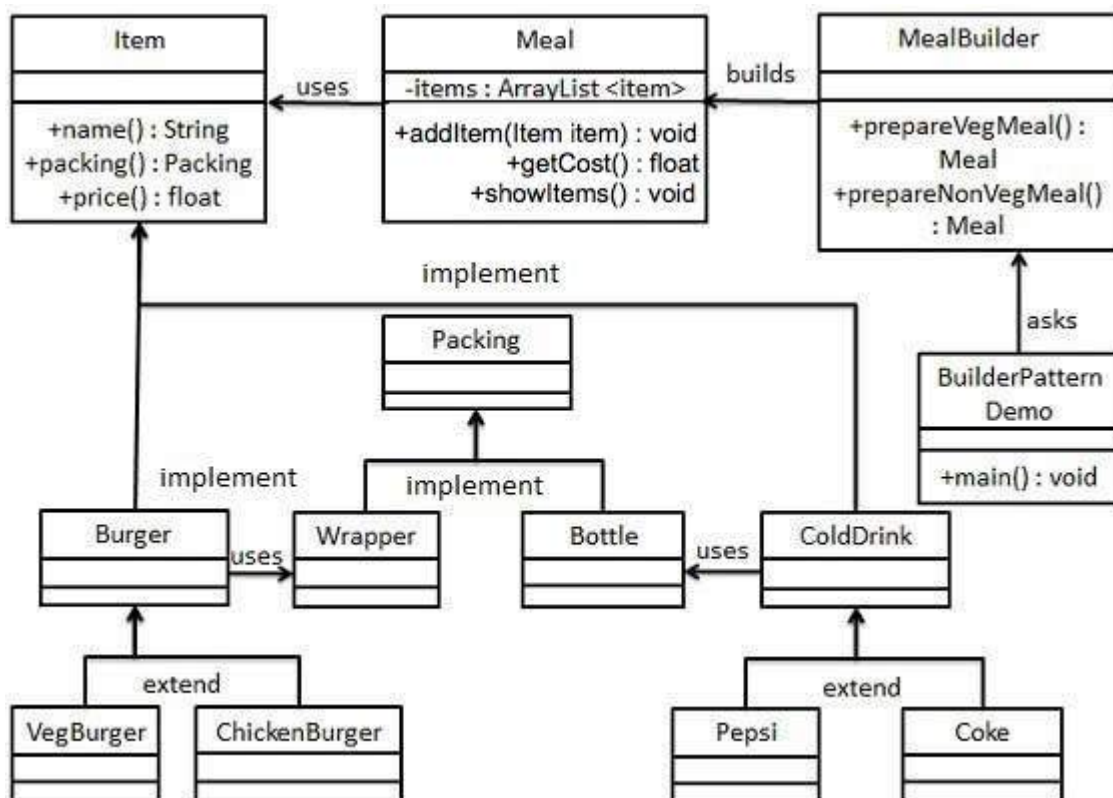 Item
+name() : String
+packing() : Packing
+price() : float
uses
Meal
-items : ArrayList <item>
+addItem(Item item) : void
+getCost() : float
+showItems() : void
builds
MealBuilder
+prepareVegMeal() :
Meal
+prepareNonVegMeal()
: Meal
implement
asks
Packing
BuilderPattern
Demo
+main() : void
implement
implement
Burger
uses
Wrapper
Bottle
uses
ColdDrink
extend
extend
VegBurger
ChickenBurger
Pepsi
Coke